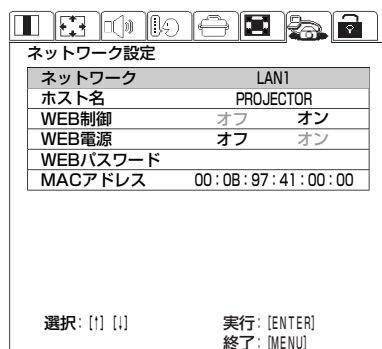 ネットワーク設定
ネットワーク LAN1
ホスト名 PROJECTOR
WEB制御 オフ オン
WEB電源 オフ オン
WEBパスワード
MACアドレス 00:0B:97:41:00:00
選択:[↑] [↓] 実行:[ENTER]
終了:[MENU]